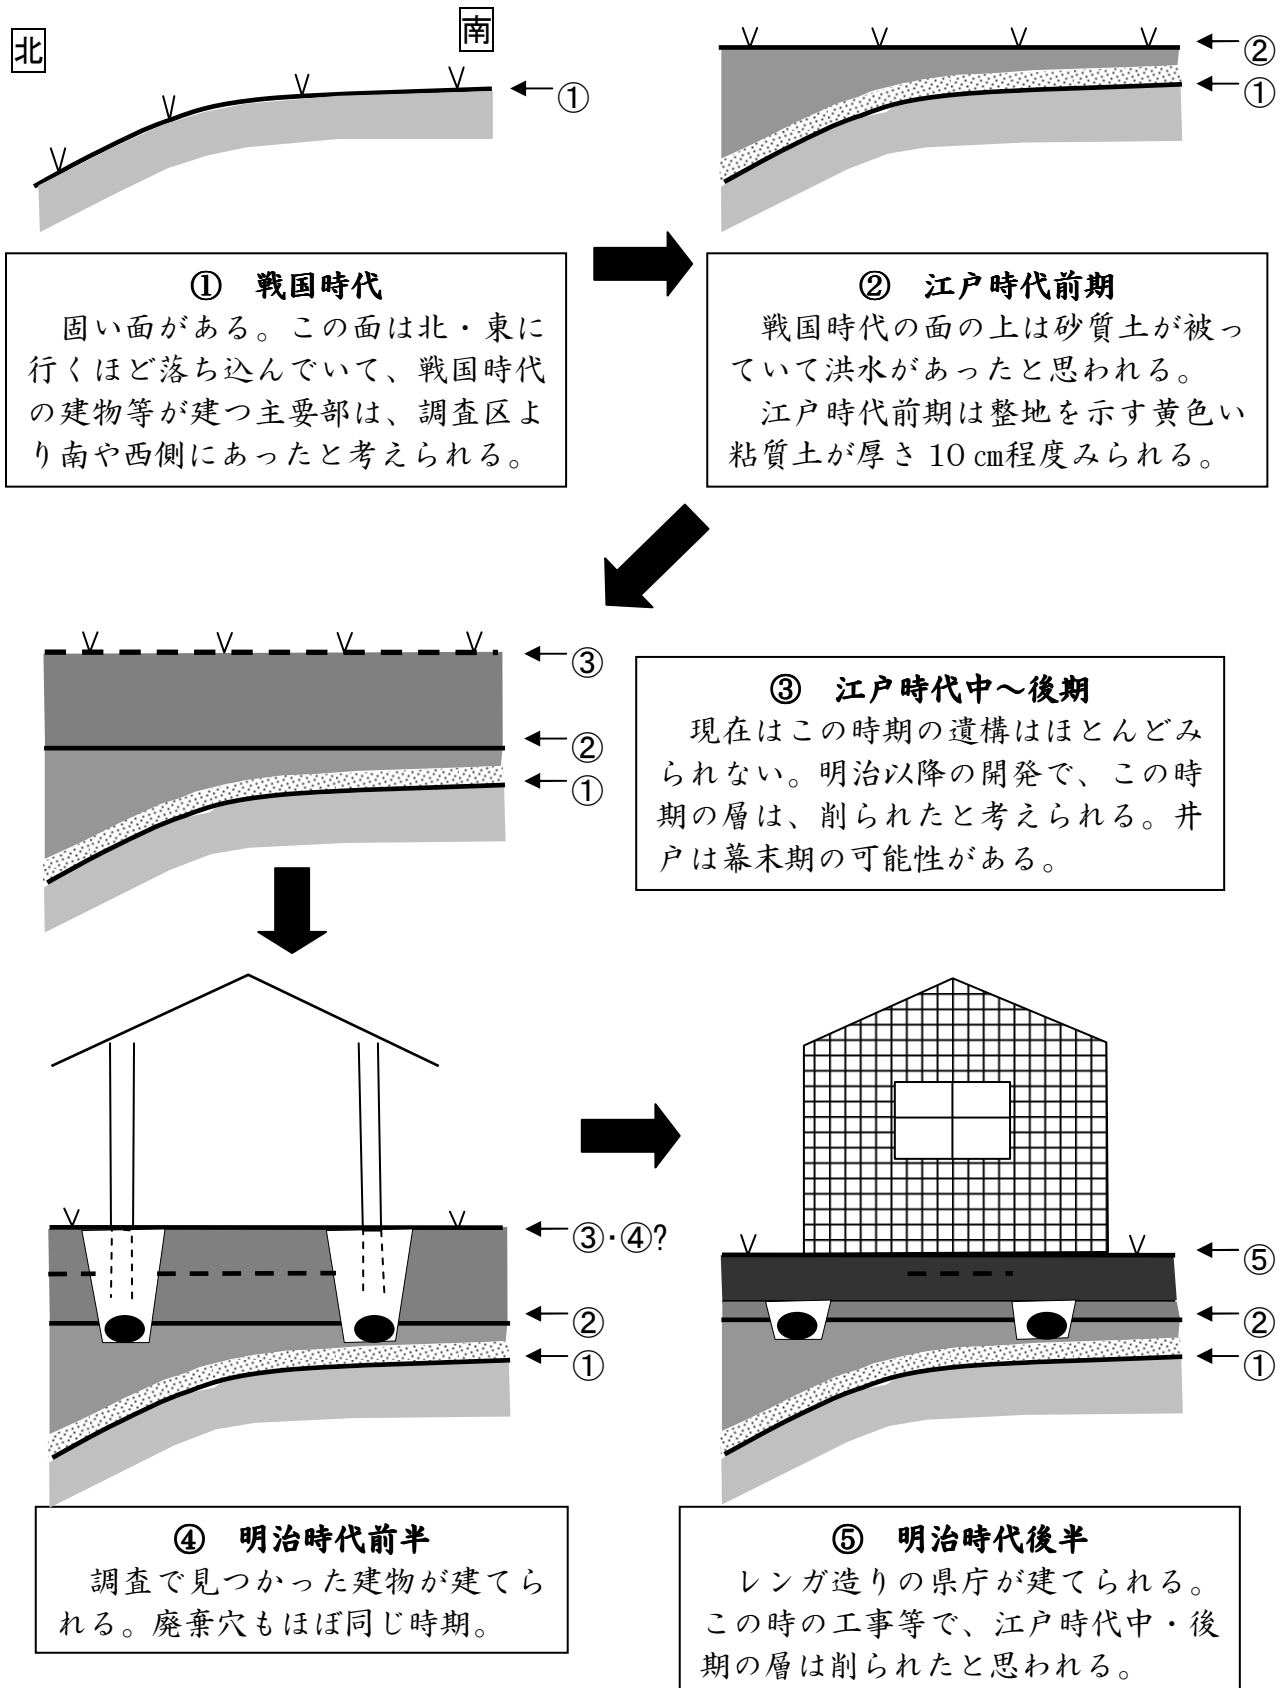 北
南
①
②
①
① 戦国時代
固い面がある。この面は北・東に
行くほど落ち込んでいて、戦国時代
の建物等が建つ主要部は、調査区よ
り南や西側にあったと考えられる。
② 江戸時代前期
戦国時代の面の上は砂質土が被っ
ていて洪水があったと思われる。
江戸時代前期は整地を示す黄色い
粘質土が厚さ 10 ㎝程度みられる。
③
②
①
③ 江戸時代中～後期
現在はこの時期の遺構はほとんどみ
られない。明治以降の開発で、この時
期の層は、削られたと考えられる。井
戸は幕末期の可能性がある。
③・④?
②
①
④ 明治時代前半
調査で見つかった建物が建てら
れる。廃棄穴もほぼ同じ時期。
⑤
②
①
⑤ 明治時代後半
レンガ造りの県庁が建てられる。
この時の工事等で、江戸時代中・後
期の層は削られたと思われる。